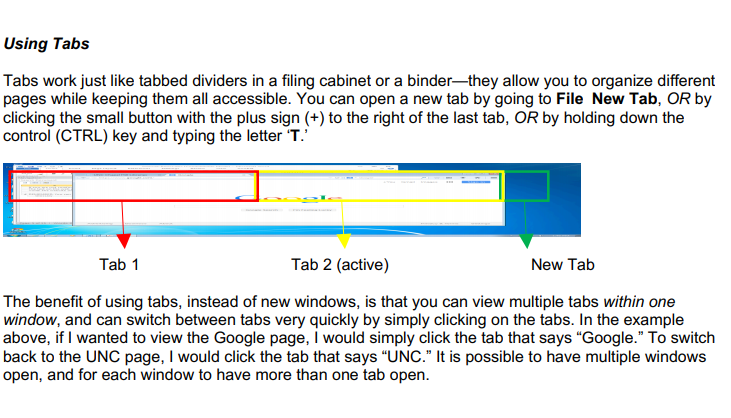 Using Tabs
Tabs work just like tabbed dividers in a filing cabinet or a binder—they allow you to organize different
pages while keeping them all accessible. You can open a new tab by going to File  New Tab, OR by
clicking the small button with the plus sign (+) to the right of the last tab, OR by holding down the
control (CTRL) key and typing the letter ‘T.’
Tab 1 Tab 2 (active) New Tab
The benefit of using tabs, instead of new windows, is that you can view multiple tabs within one
window, and can switch between tabs very quickly by simply clicking on the tabs. In the example
above, if I wanted to view the Google page, I would simply click the tab that says “Google.” To switch
back to the UNC page, I would click the tab that says “UNC.” It is possible to have multiple windows
open, and for each window to have more than one tab open.